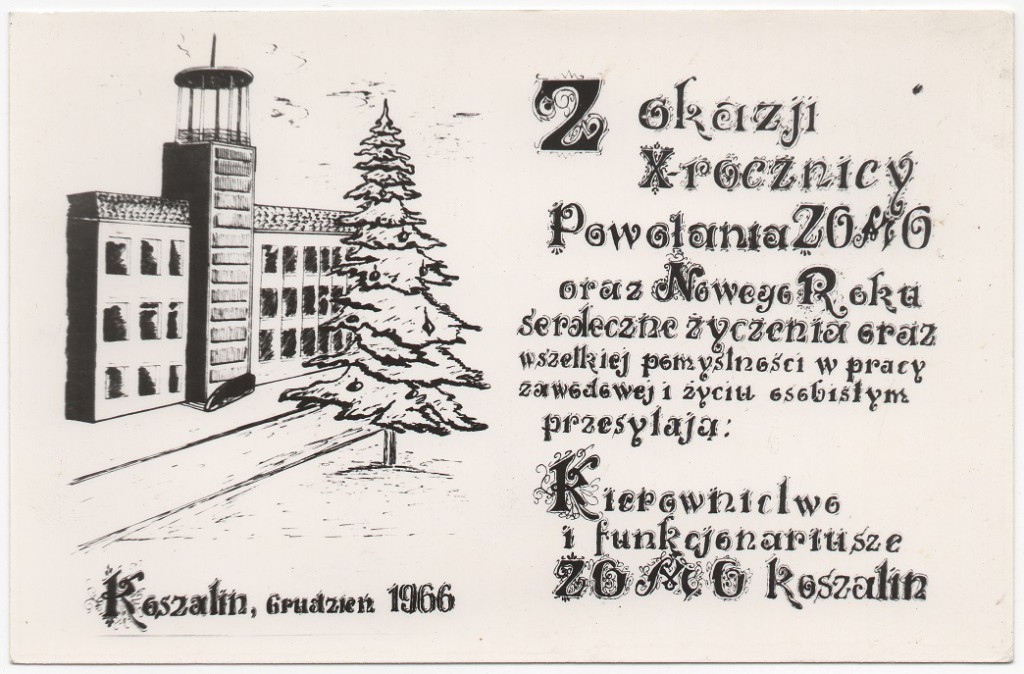 Z okazji
X-rocznicy
Powołania ZOMO
oraz Nowego Roku
serdeczne życzenia oraz
wszelkiej pomyślności w pracy
zawodowej i życiu osobistym
przesyłają:
Kierownictwo
i funkcjonariusze
ZOMO Koszalin
Koszalin, Grudzień 1966